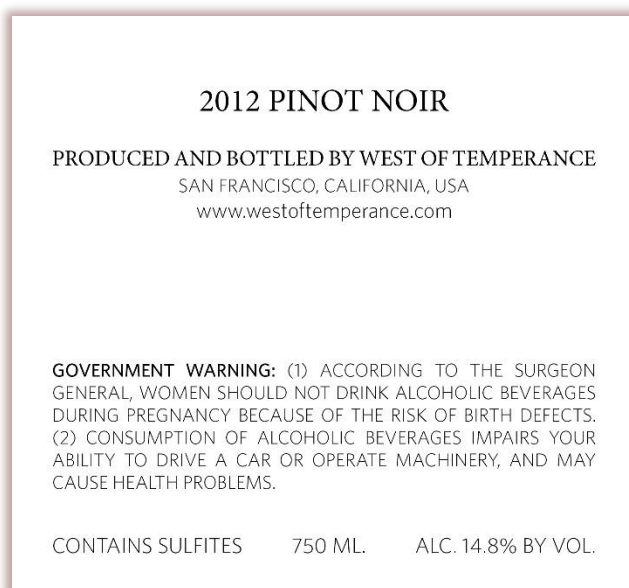 2012 PINOT NOIR
PRODUCED AND BOTTLED BY WEST OF TEMPERANCE
SAN FRANCISCO, CALIFORNIA, USA
www.westoftemperance.com
GOVERNMENT WARNING: (1) ACCORDING TO THE SURGEON
GENERAL, WOMEN SHOULD NOT DRINK ALCOHOLIC BEVERAGES
DURING PREGNANCY BECAUSE OF THE RISK OF BIRTH DEFECTS.
(2) CONSUMPTION OF ALCOHOLIC BEVERAGES IMPAIRS YOUR
ABILITY TO DRIVE A CAR OR OPERATE MACHINERY, AND MAY
CAUSE HEALTH PROBLEMS.
CONTAINS SULFITES 750 ML. ALC. 14.8% BY VOL.